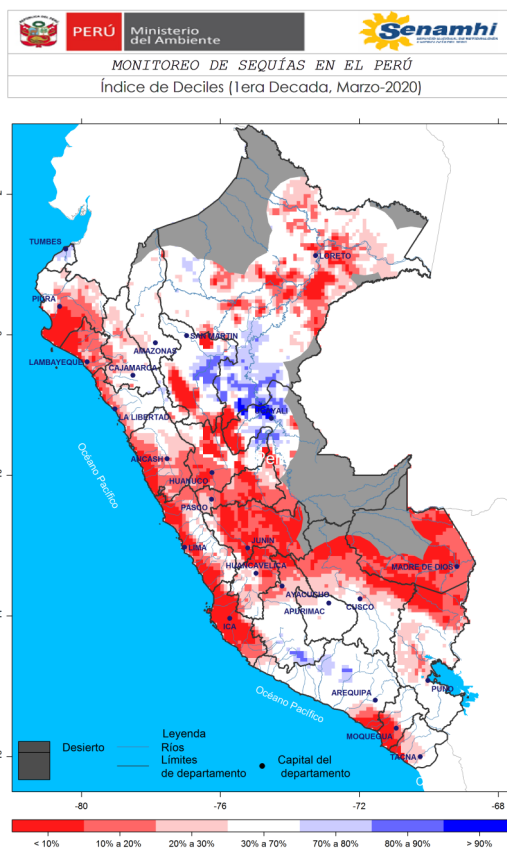 PERÚ
Ministerio
del Ambiente
Senamhi
MONITOREO DE SEQUÍAS EN EL PERÚ
Índice de Deciles (1era Decada, Marzo-2020)
TUMBES
LORETO
PIURA
SAN MARTIN
AMAZONAS
LAMBAYEQUE
CAJAMARCA
LA LIBERTAD
ANCASH
HUANUCO
PASCO
Océano Pacífico
JUNIN
LIMA
HUANCAVELICA
MADRE DE DIOS
AYACUCHO
CUSCO
APURIMAC
ICA
PUNO
AREQUIPA
Océano Pacífico
MOQUEGUA
TACNA
Desierto
Leyenda
Ríos
Límites
de departamento
Capital del
departamento
-80 -76 -72 -68
< 10% 10% a 20% 20% a 30% 30% a 70% 70% a 80% 80% a 90% > 90%